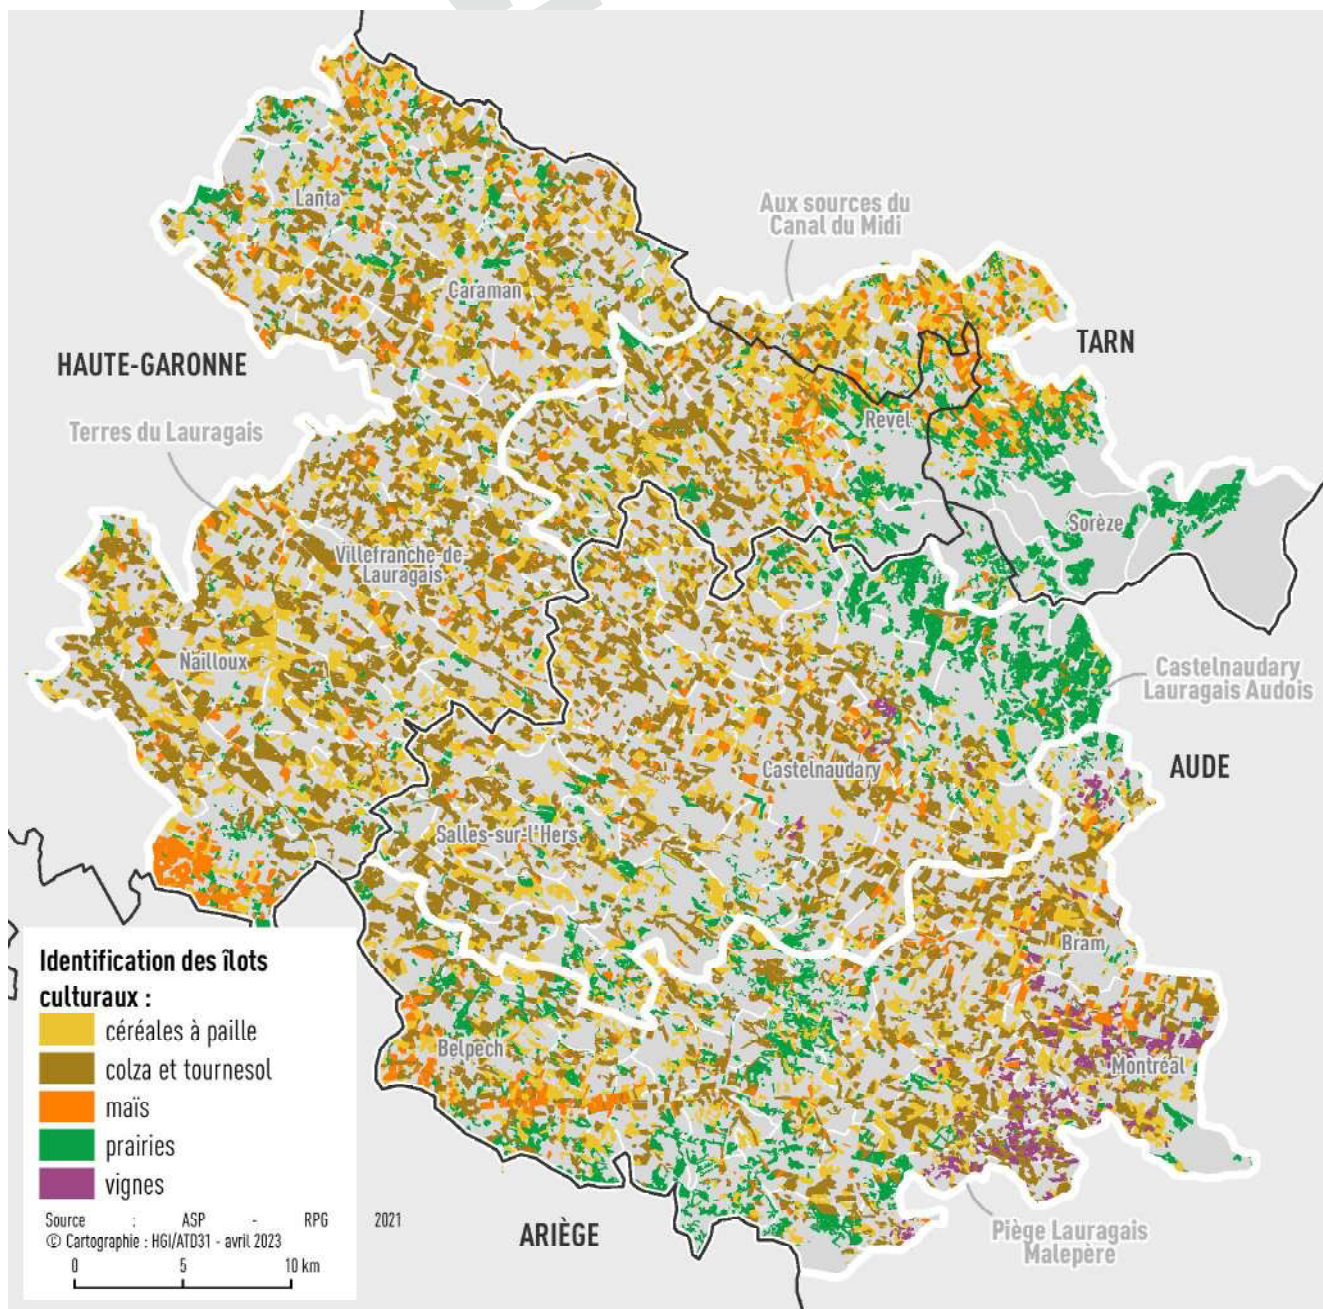 Lanta
Aux sources du
Canal du Midi
Caraman
TARN
HAUTE-GARONNE
Revel
Terres du Lauragais
Sorèze
Villefranche-de-
Lauragais
Nailloux
Castelnaudary
Lauragais Audois
Castelnaudary
AUDE
Salles-sur-l'Hers
Bram
Belpech
Montréal
ARIÈGE
Piège Lauragais
Malepère
Identification des îlots
culturaux :
céréales à paille
colza et tournesol
maïs
prairies
vignes
Source : ASP - RPG 2021
© Cartographie : HGI/ATD31 - avril 2023
0 5 10 km